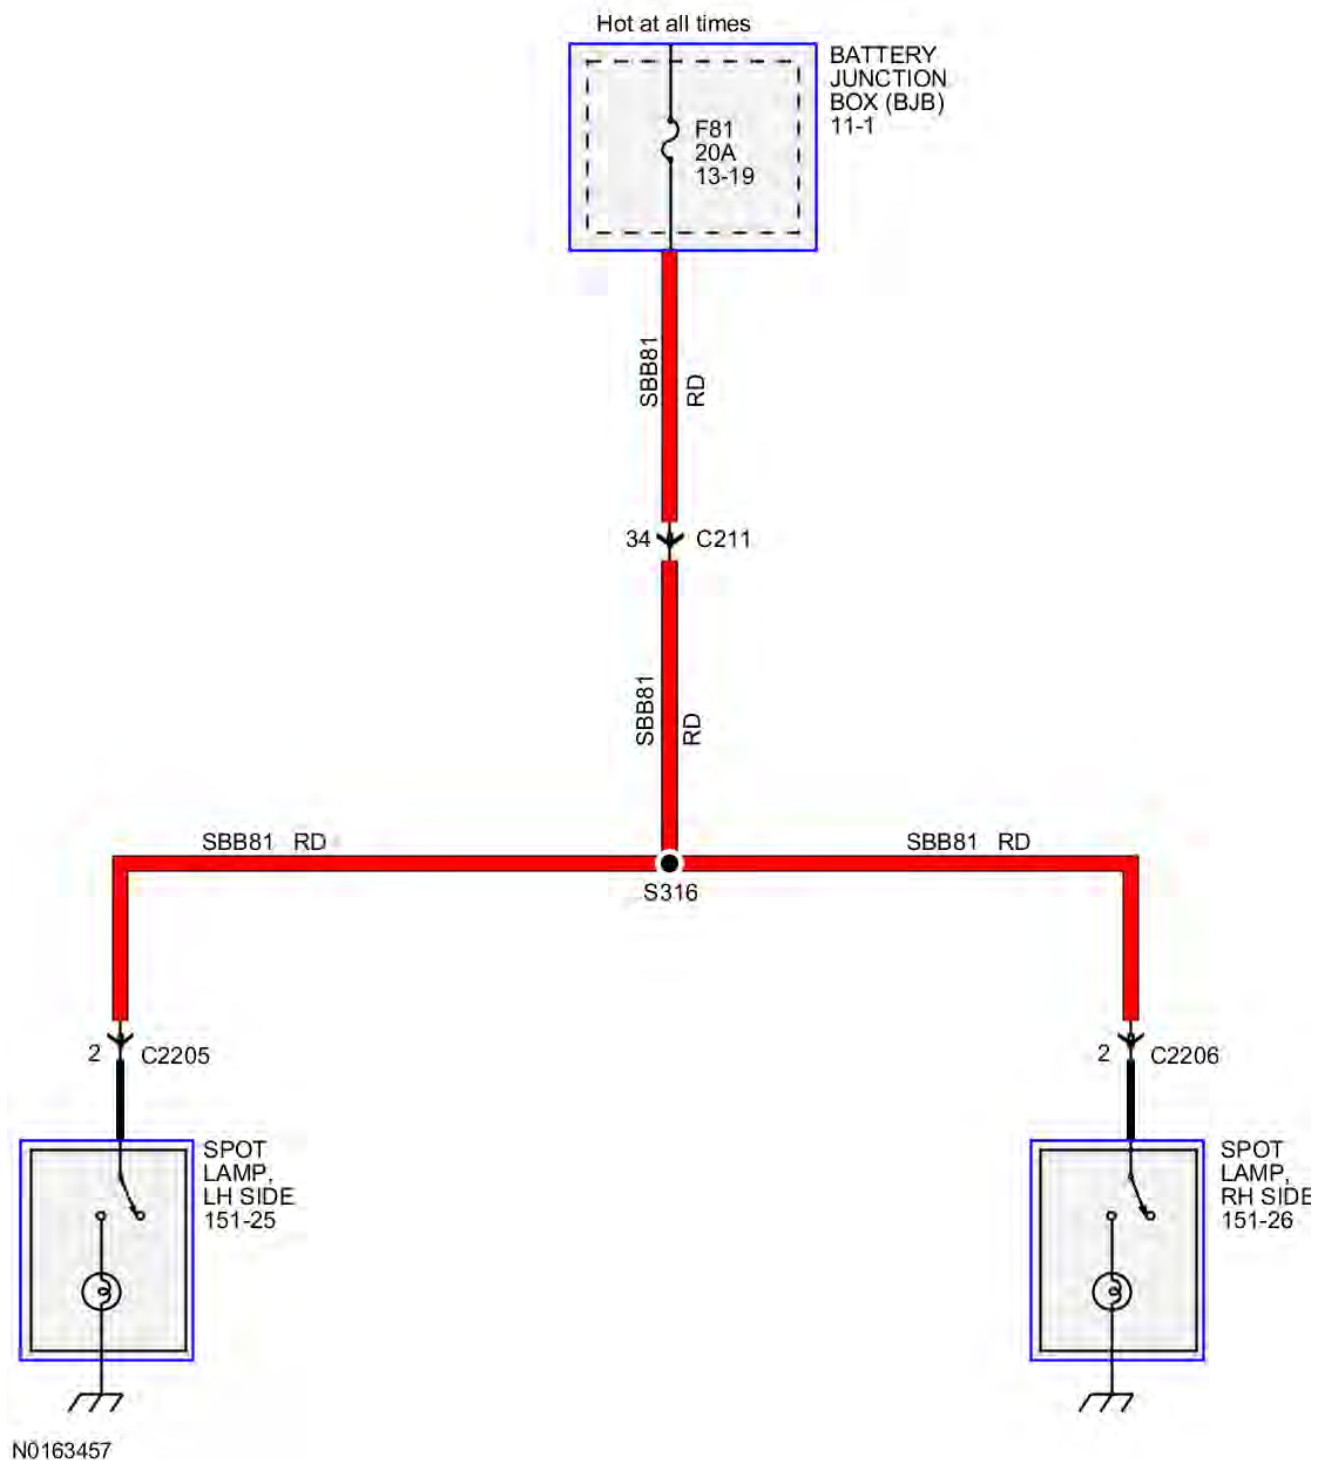 Hot at all times
BATTERY
JUNCTION
BOX (BJB)
11-1
F81
20A
13-19
SBB81
RD
34
C211
SBB81
RD
SBB81 RD
SBB81 RD
S316
2
C2205
2
C2206
SPOT
LAMP,
LH SIDE
151-25
SPOT
LAMP,
RH SIDE
151-26
N0163457